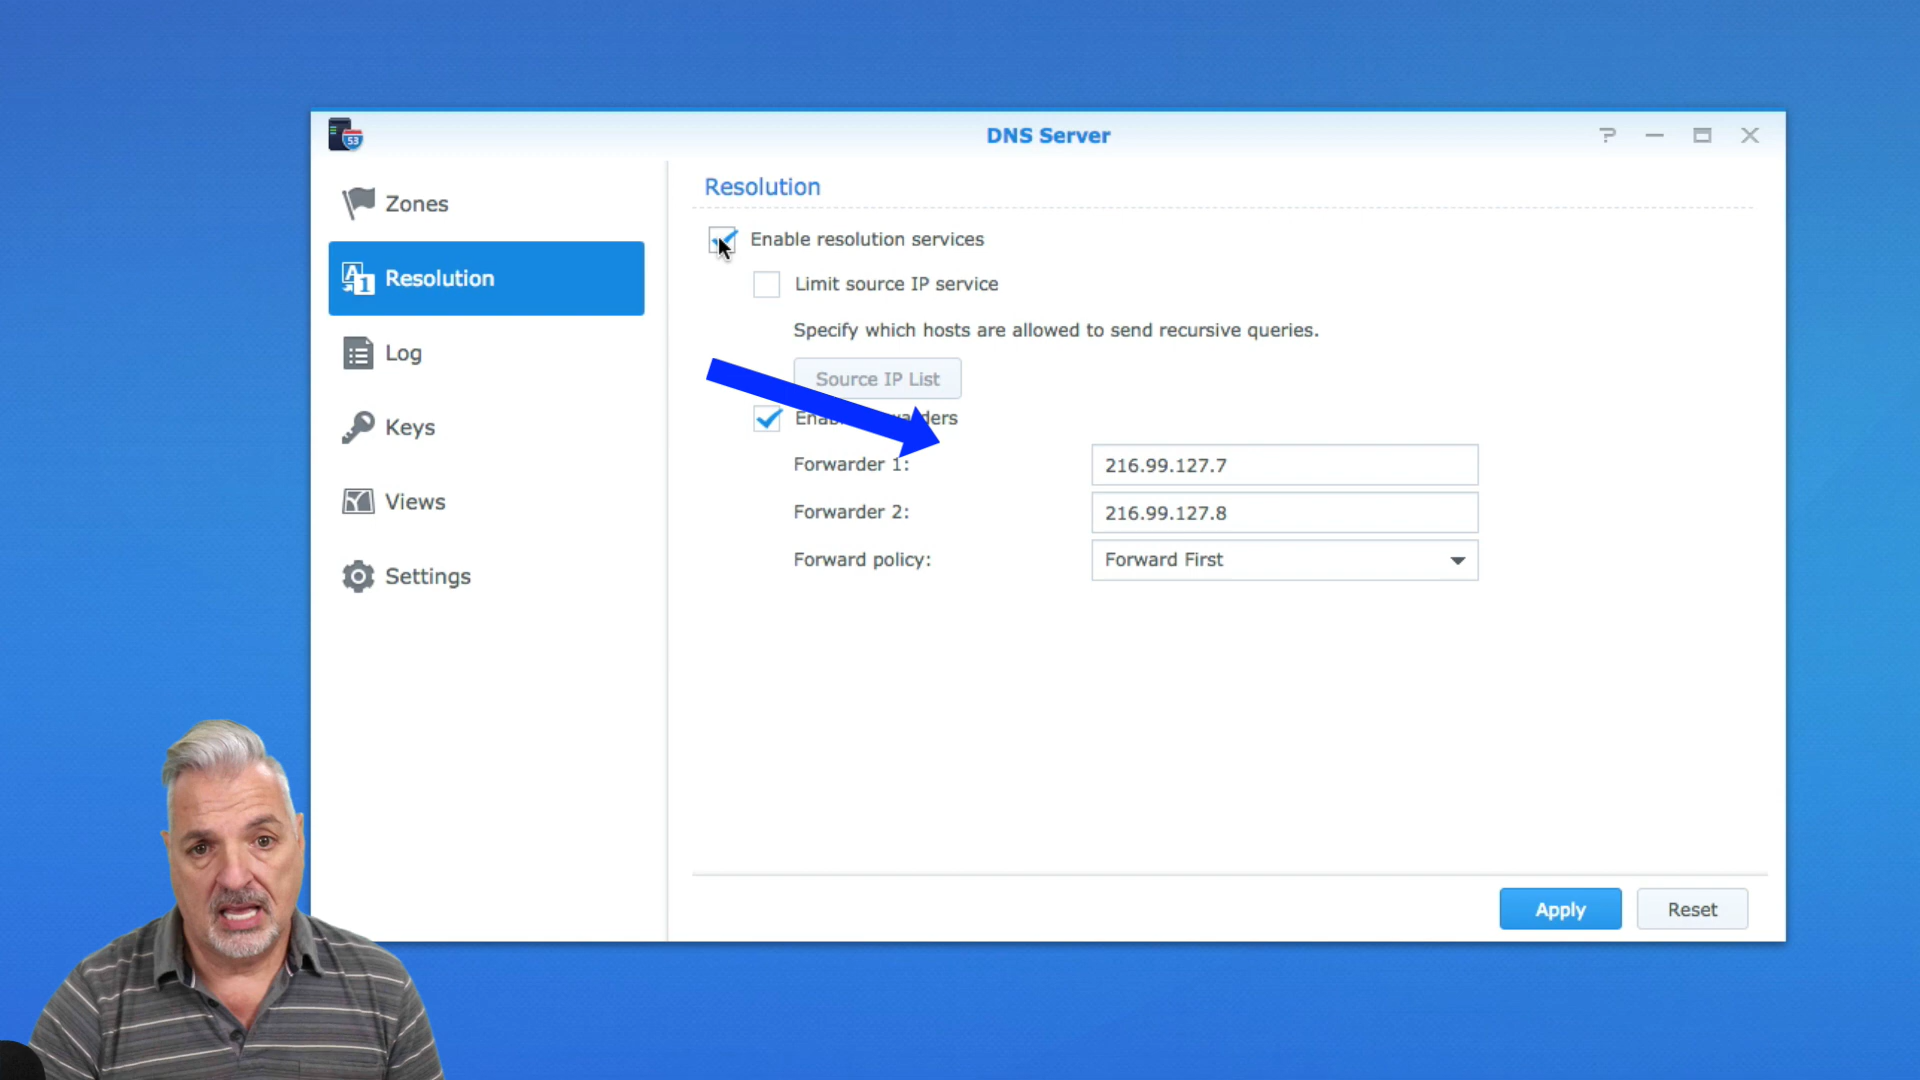 53
DNS Server
Zones
Resolution
Log
Keys
Views
Settings
Resolution
Enable resolution services
Limit source IP service
Specify which hosts are allowed to send recursive queries.
Source IP List
Forwarder 1: 216.99.127.7
Forwarder 2: 216.99.127.8
Forward policy: Forward First
Apply Reset